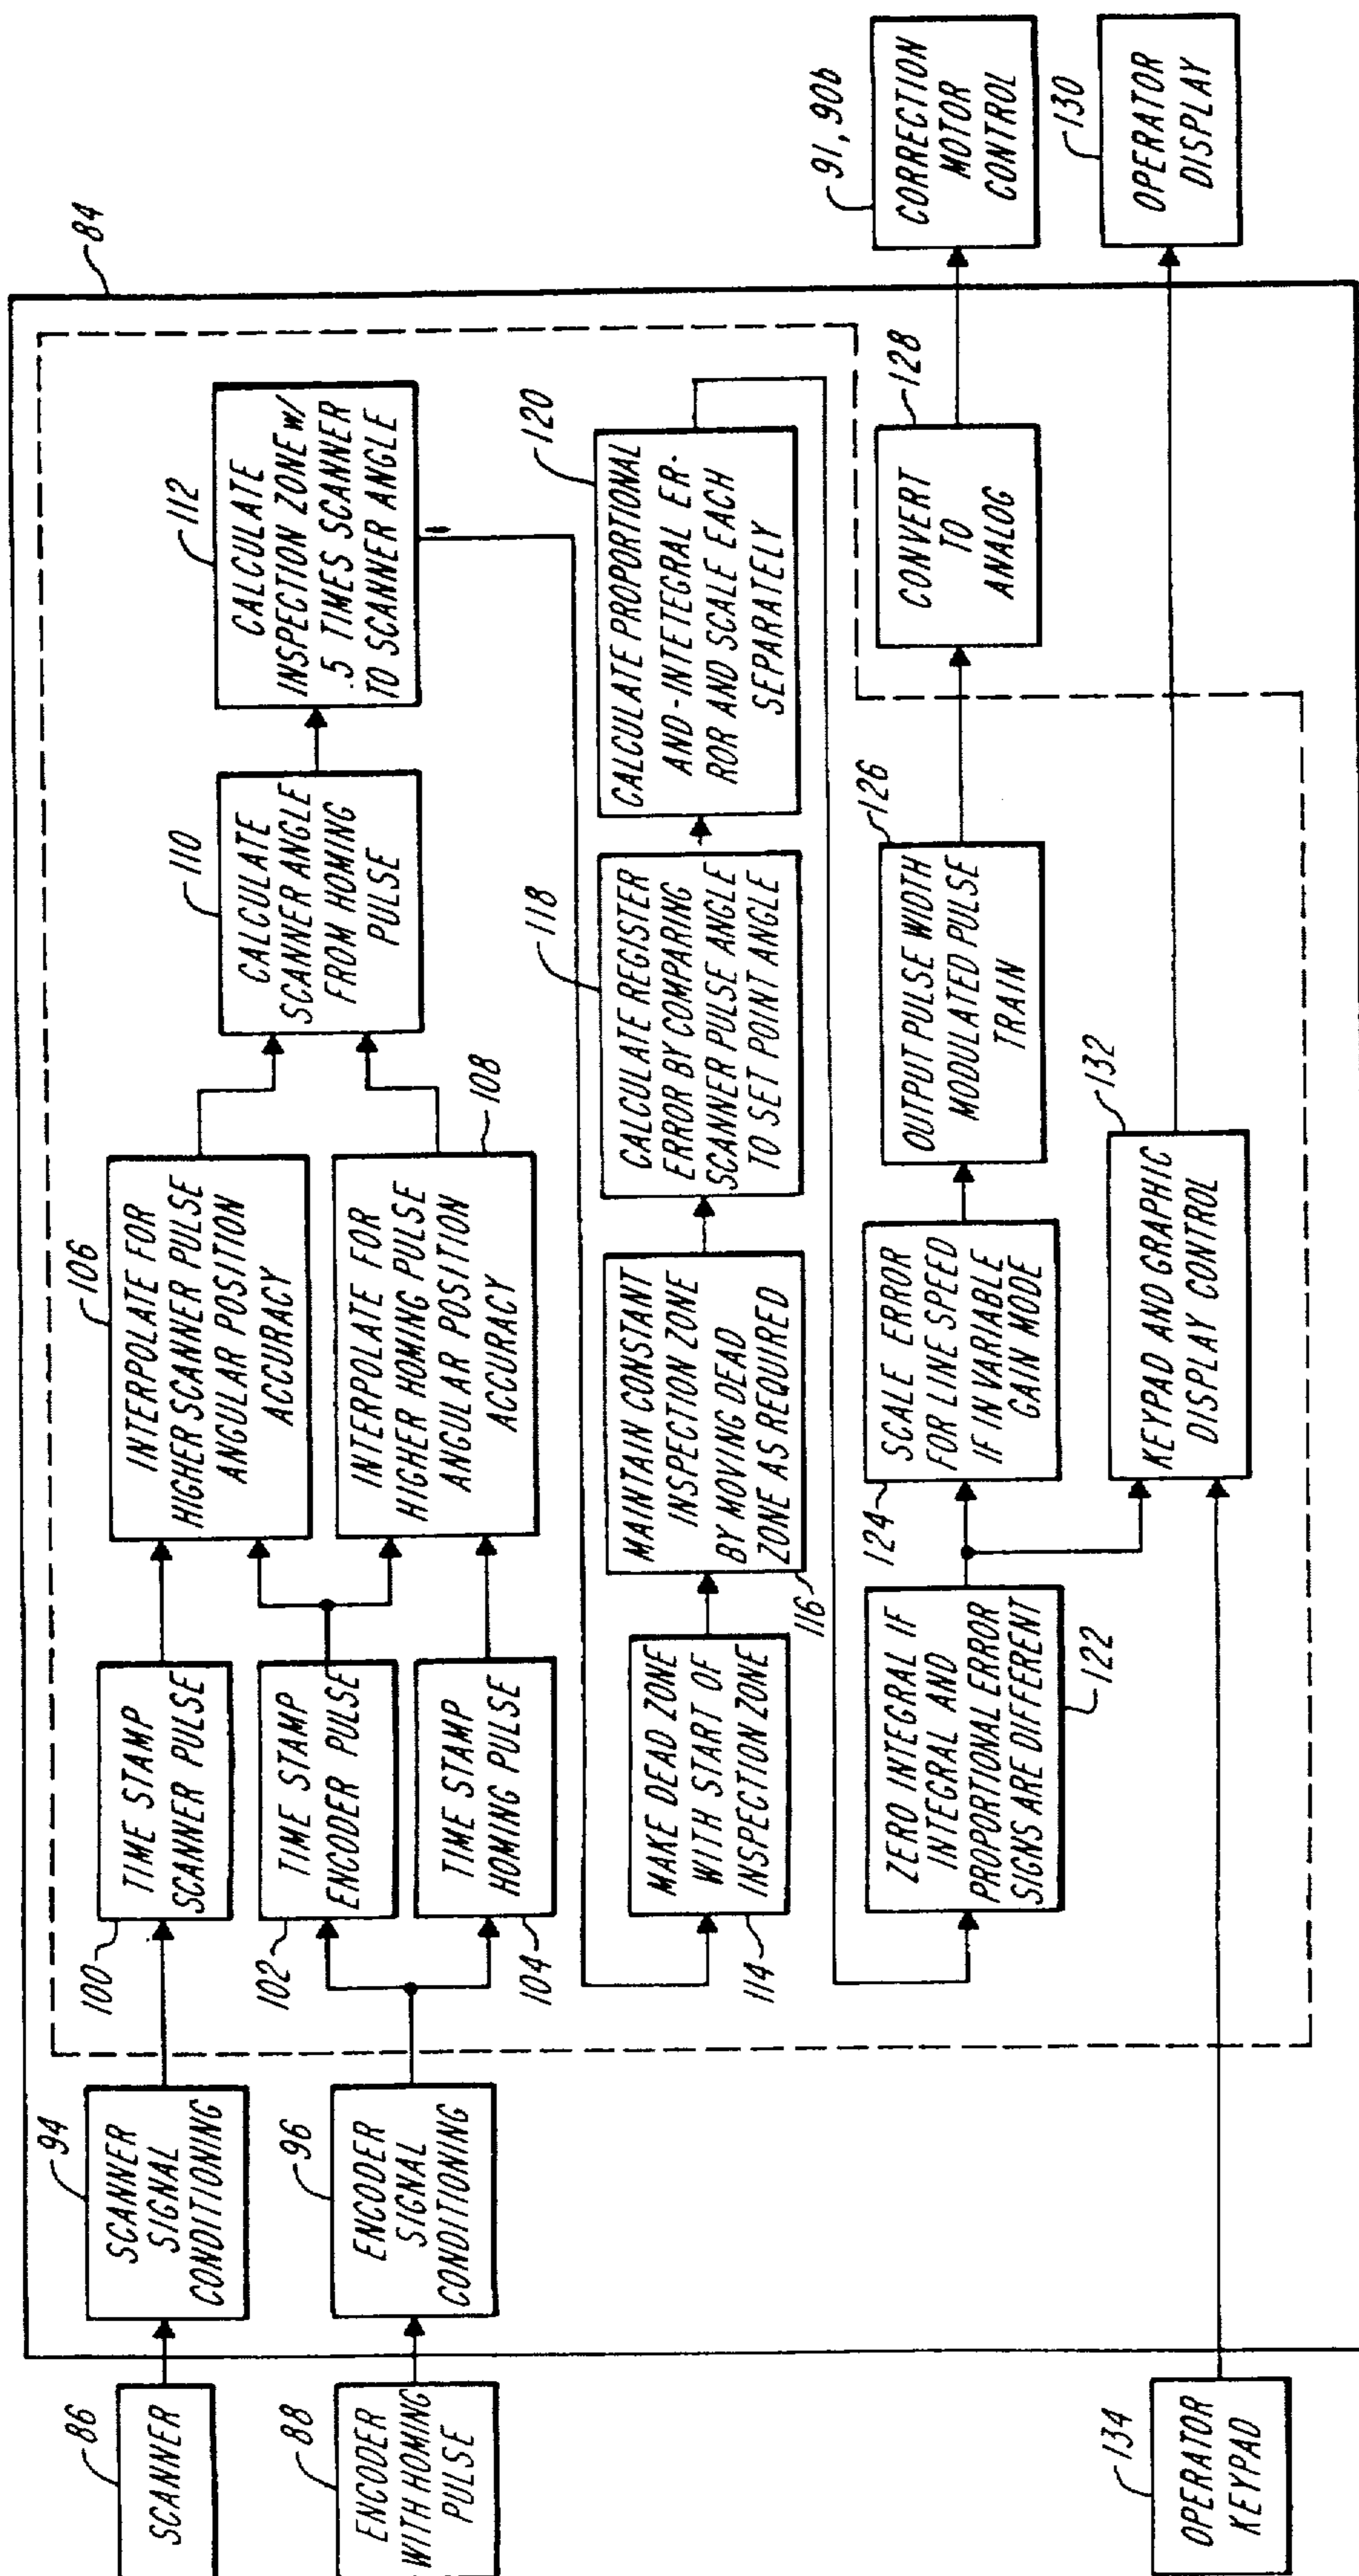 86
SCANNER
94
SCANNER
SIGNAL
CONDITIONING
88
ENCODER
WITH HOMING
PULSE
96
ENCODER
SIGNAL
CONDITIONING
84
100
TIME STAMP
SCANNER PULSE
102
TIME STAMP
ENCODER PULSE
104
TIME STAMP
HOMING PULSE
106
INTERPOLATE FOR
HIGHER SCANNER PULSE
ANGULAR POSITION
ACCURACY
108
INTERPOLATE FOR
HIGHER HOMING PULSE
ANGULAR POSITION
ACCURACY
110
CALCULATE
SCANNER ANGLE
FROM HOMING
PULSE
112
CALCULATE
INSPECTION ZONE w/
.5 TIMES SCANNER
TO SCANNER ANGLE
114
MAKE DEAD ZONE
WITH START OF
INSPECTION ZONE
116
MAINTAIN CONSTANT
INSPECTION ZONE
BY MOVING DEAD
ZONE AS REQUIRED
118
CALCULATE REGISTER
ERROR BY COMPARING
SCANNER PULSE ANGLE
TO SET POINT ANGLE
120
CALCULATE PROPORTIONAL
AND-INTETEGRAL ER-
ROR AND SCALE EACH
SEPARATELY
122
ZERO INTEGRAL IF
INTEGRAL AND
PROPORTIONAL ERROR
SIGNS ARE DIFFERENT
124
SCALE ERROR
FOR LINE SPEED
IF IN VARIABLE
GAIN MODE
126
OUTPUT PULSE WIDTH
MODULATED PULSE
TRAIN
128
CONVERT
TO
ANALOG
91, 90b
CORRECTION
MOTOR
CONTROL
134
OPERATOR
KEYPAD
132
KEYPAD AND GRAPHIC
DISPLAY CONTROL
130
OPERATOR
DISPLAY